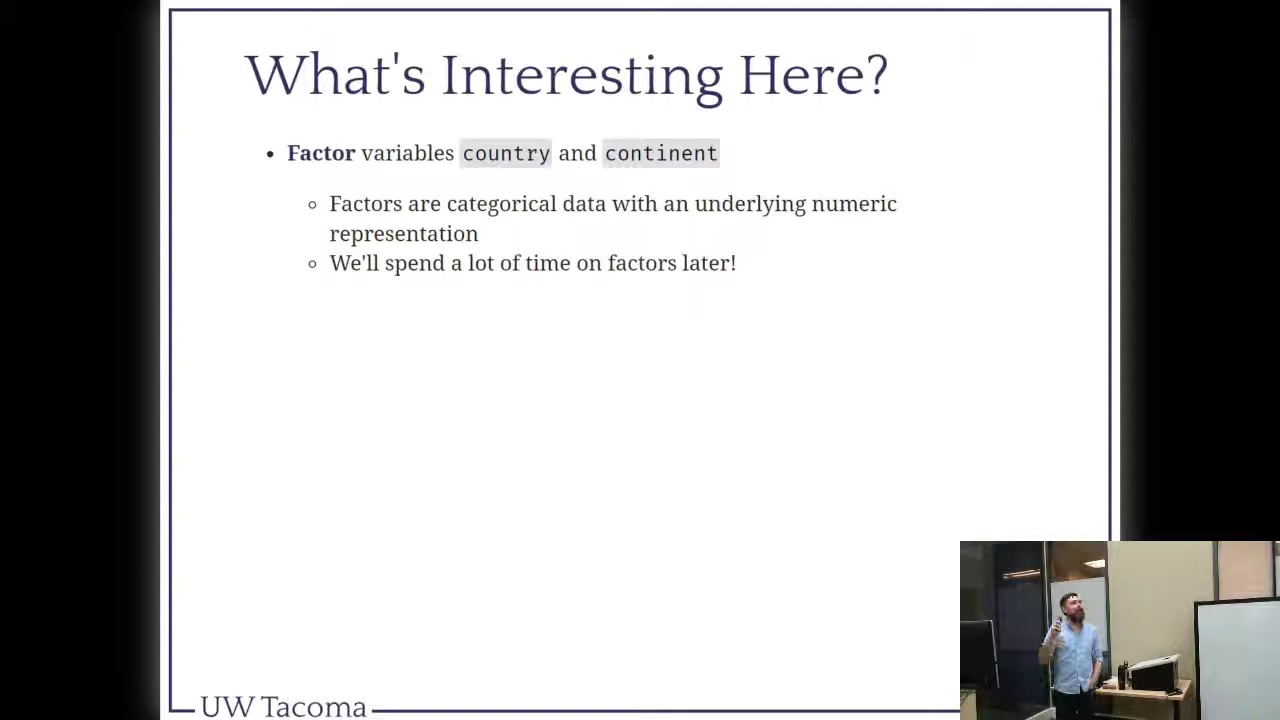 What's Interesting Here?
• Factor variables country and continent
◦ Factors are categorical data with an underlying numeric
representation
◦ We'll spend a lot of time on factors later!
UW Tacoma